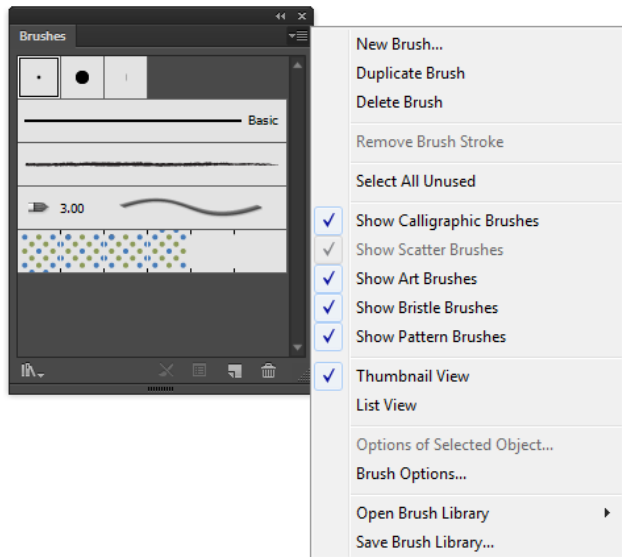 Brushes
Basic
3.00
New Brush...
Duplicate Brush
Delete Brush
Remove Brush Stroke
Select All Unused
Show Calligraphic Brushes
Show Scatter Brushes
Show Art Brushes
Show Bristle Brushes
Show Pattern Brushes
Thumbnail View
List View
Options of Selected Object...
Brush Options...
Open Brush Library
Save Brush Library...